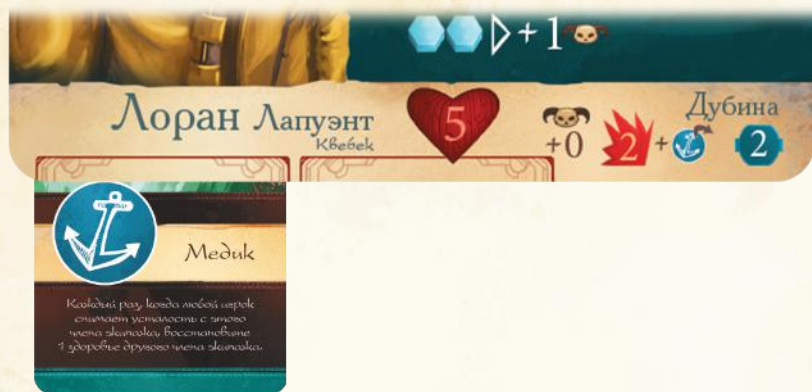 +1
Лоран Лапуэнт
Квебек
5
+0
2
+
Дубина
2
Медик
Каждый раз, когда любой игрок
снимает усталость с этого
члена экипажа, восстановите
1 здоровье другого члена экипажа.